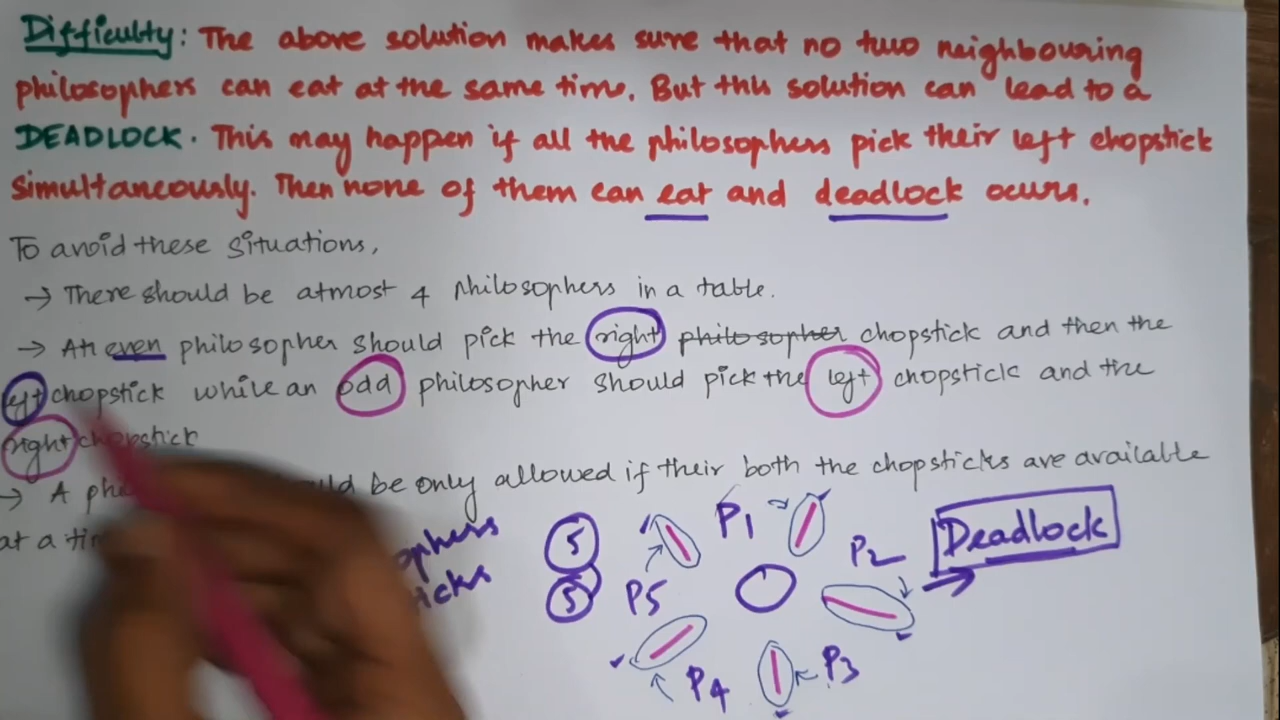 Difficulty: The above solution makes sure that no two neighbouring
philosophers can eat at the same time. But this solution can lead to a
DEADLOCK. This may happen if all the philosophers pick their left chopstick
simultaneously. Then none of them can eat and deadlock ocurs.
To avoid these situations,
→ There should be atmost 4 philosophers in a table.
→ An even philosopher should pick the right philosopher chopstick and then the
left chopstick while an odd philosopher should pick the left chopstick and the
right chopstick
→ A be only allowed if their both the chopsticks are available
at a
5 P1
P2 Deadlock
5 P5
P4 P3